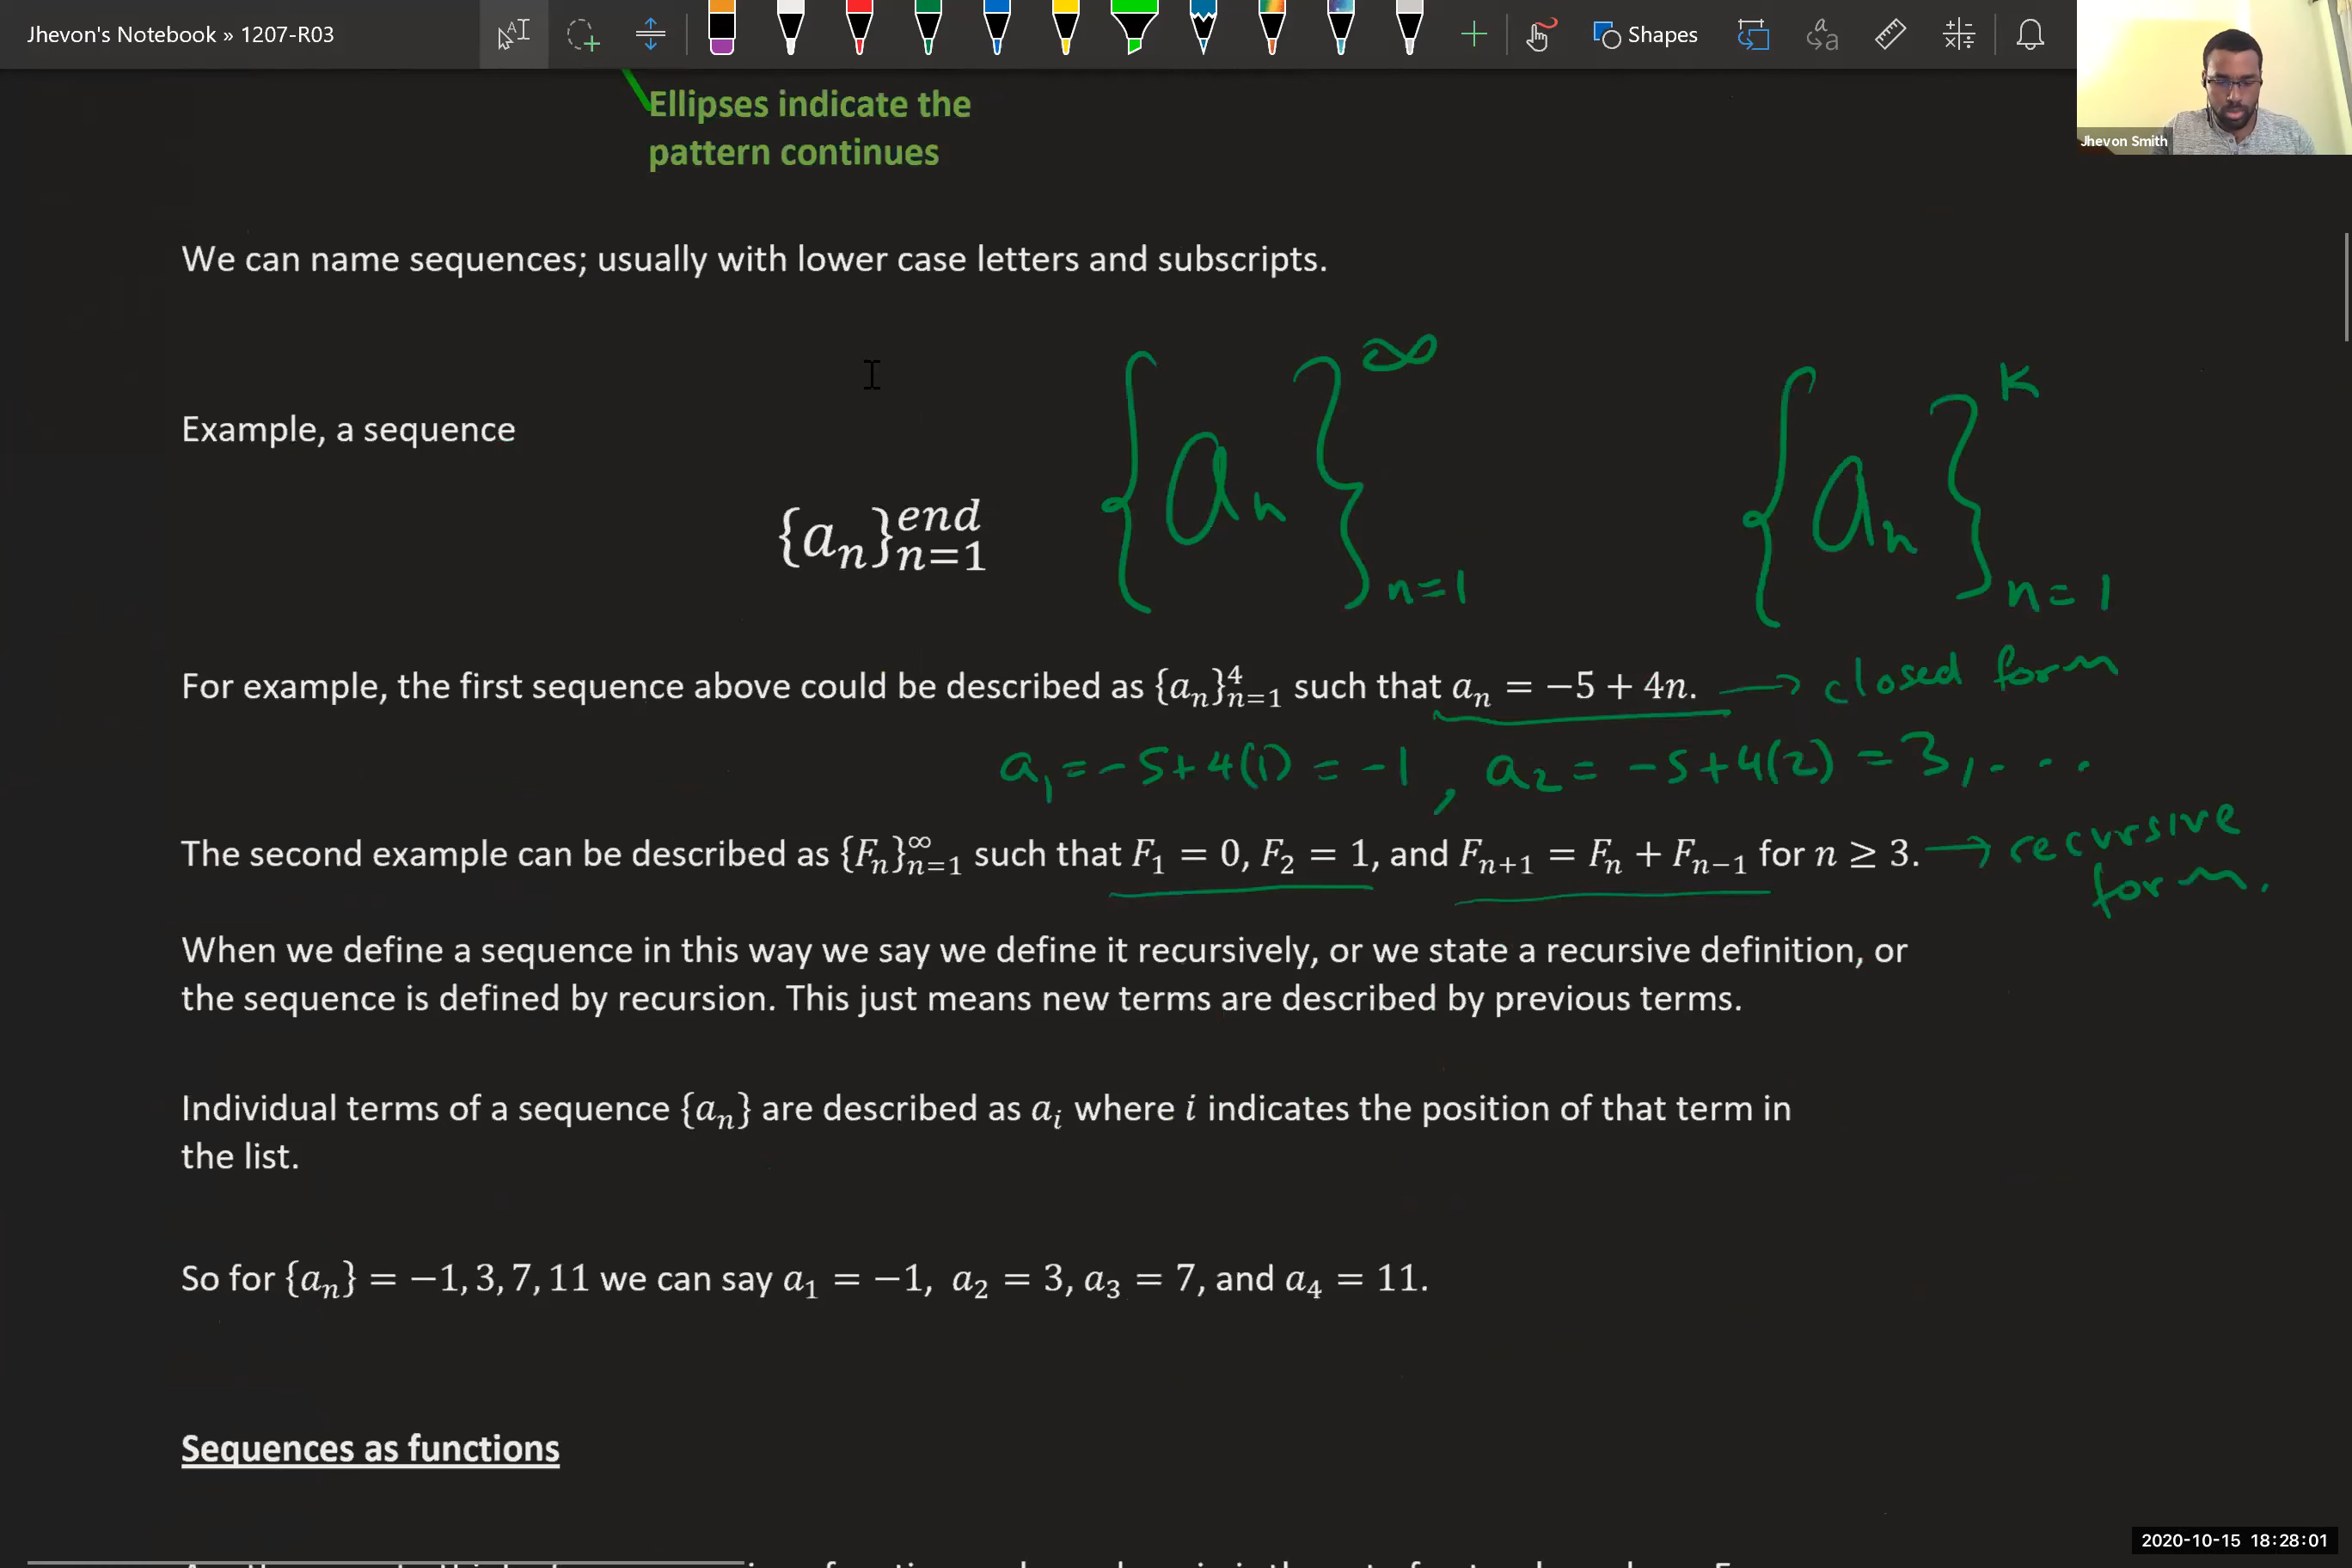 Jhevon's Notebook » 1207-R03
Shapes
Jhevon Smith
Ellipses indicate the
pattern continues
We can name sequences; usually with lower case letters and subscripts.
Example, a sequence
{a_n}_{n=1}^{end}
{a_n}_{n=1}^{∞}
{a_n}_{n=1}^{k}
For example, the first sequence above could be described as {a_n}_{n=1}^{4} such that a_n = −5 + 4n. → closed form
a_1 = −5+4(1) = −1, a_2 = −5+4(2) = 3, . . .
The second example can be described as {F_n}_{n=1}^{∞} such that F_1 = 0, F_2 = 1, and F_{n+1} = F_n + F_{n−1} for n ≥ 3. → recursive
form.
When we define a sequence in this way we say we define it recursively, or we state a recursive definition, or
the sequence is defined by recursion. This just means new terms are described by previous terms.
Individual terms of a sequence {a_n} are described as a_i where i indicates the position of that term in
the list.
So for {a_n} = −1, 3, 7, 11 we can say a_1 = −1, a_2 = 3, a_3 = 7, and a_4 = 11.
Sequences as functions
2020-10-15 18:28:01